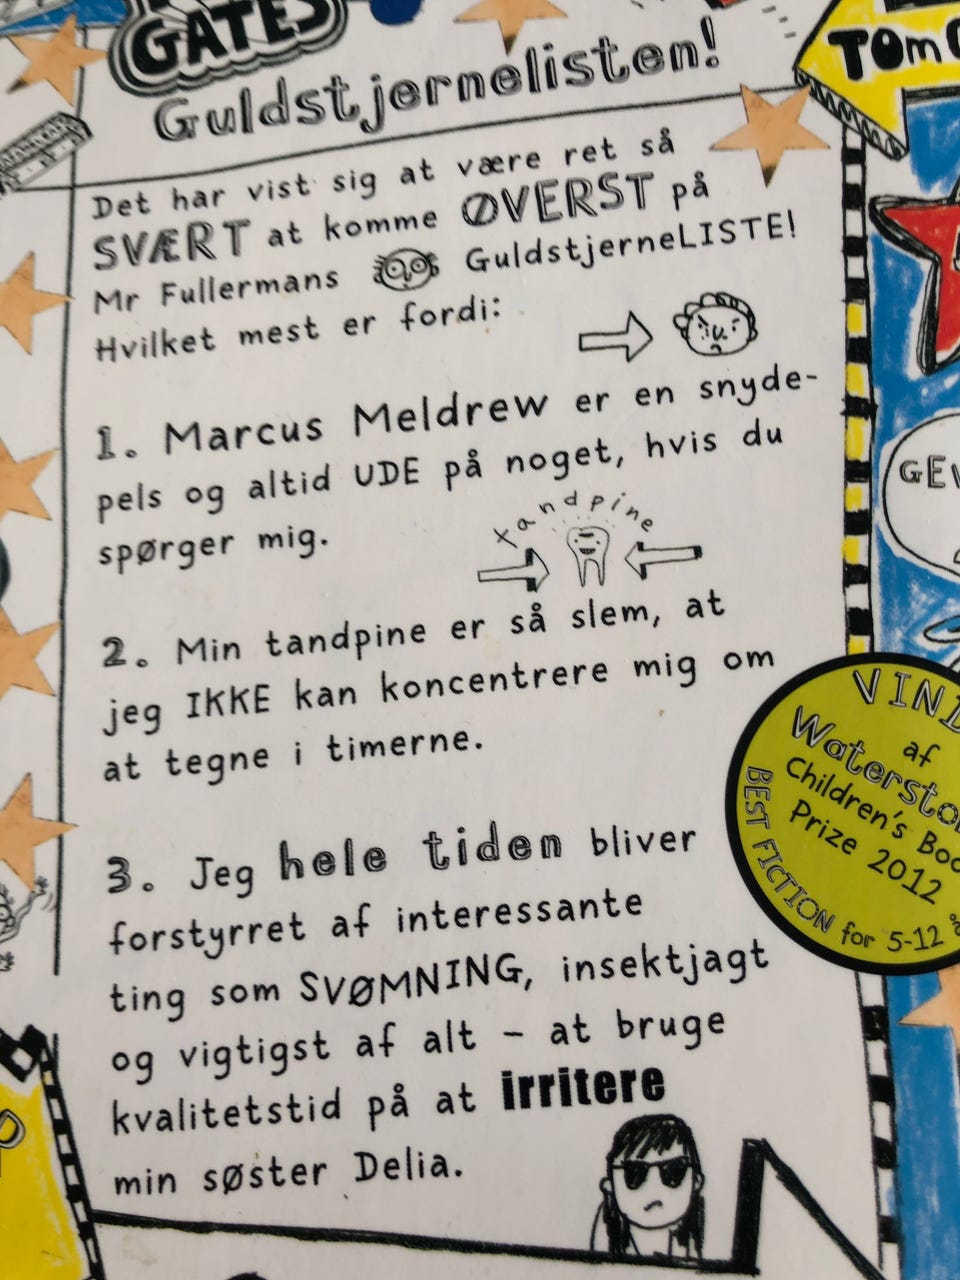 GATES
Guldstjernelisten!
TOM
Det har vist sig at være ret så
SVÆRT at komme ØVERST på
Mr Fullermans GuldstjerneLISTE!
Hvilket mest er fordi:
1. Marcus Meldrew er en snyde-
pels og altid UDE på noget, hvis du
spørger mig.
tandpine
2. Min tandpine er så slem, at
jeg IKKE kan koncentrere mig om
at tegne i timerne.
3. Jeg hele tiden bliver
forstyrret af interessante
ting som SVØMNING, insektjagt
og vigtigst af alt – at bruge
kvalitetstid på at irritere
min søster Delia.
af
Children's
Prize 2012
BEST FICTION for 5-12